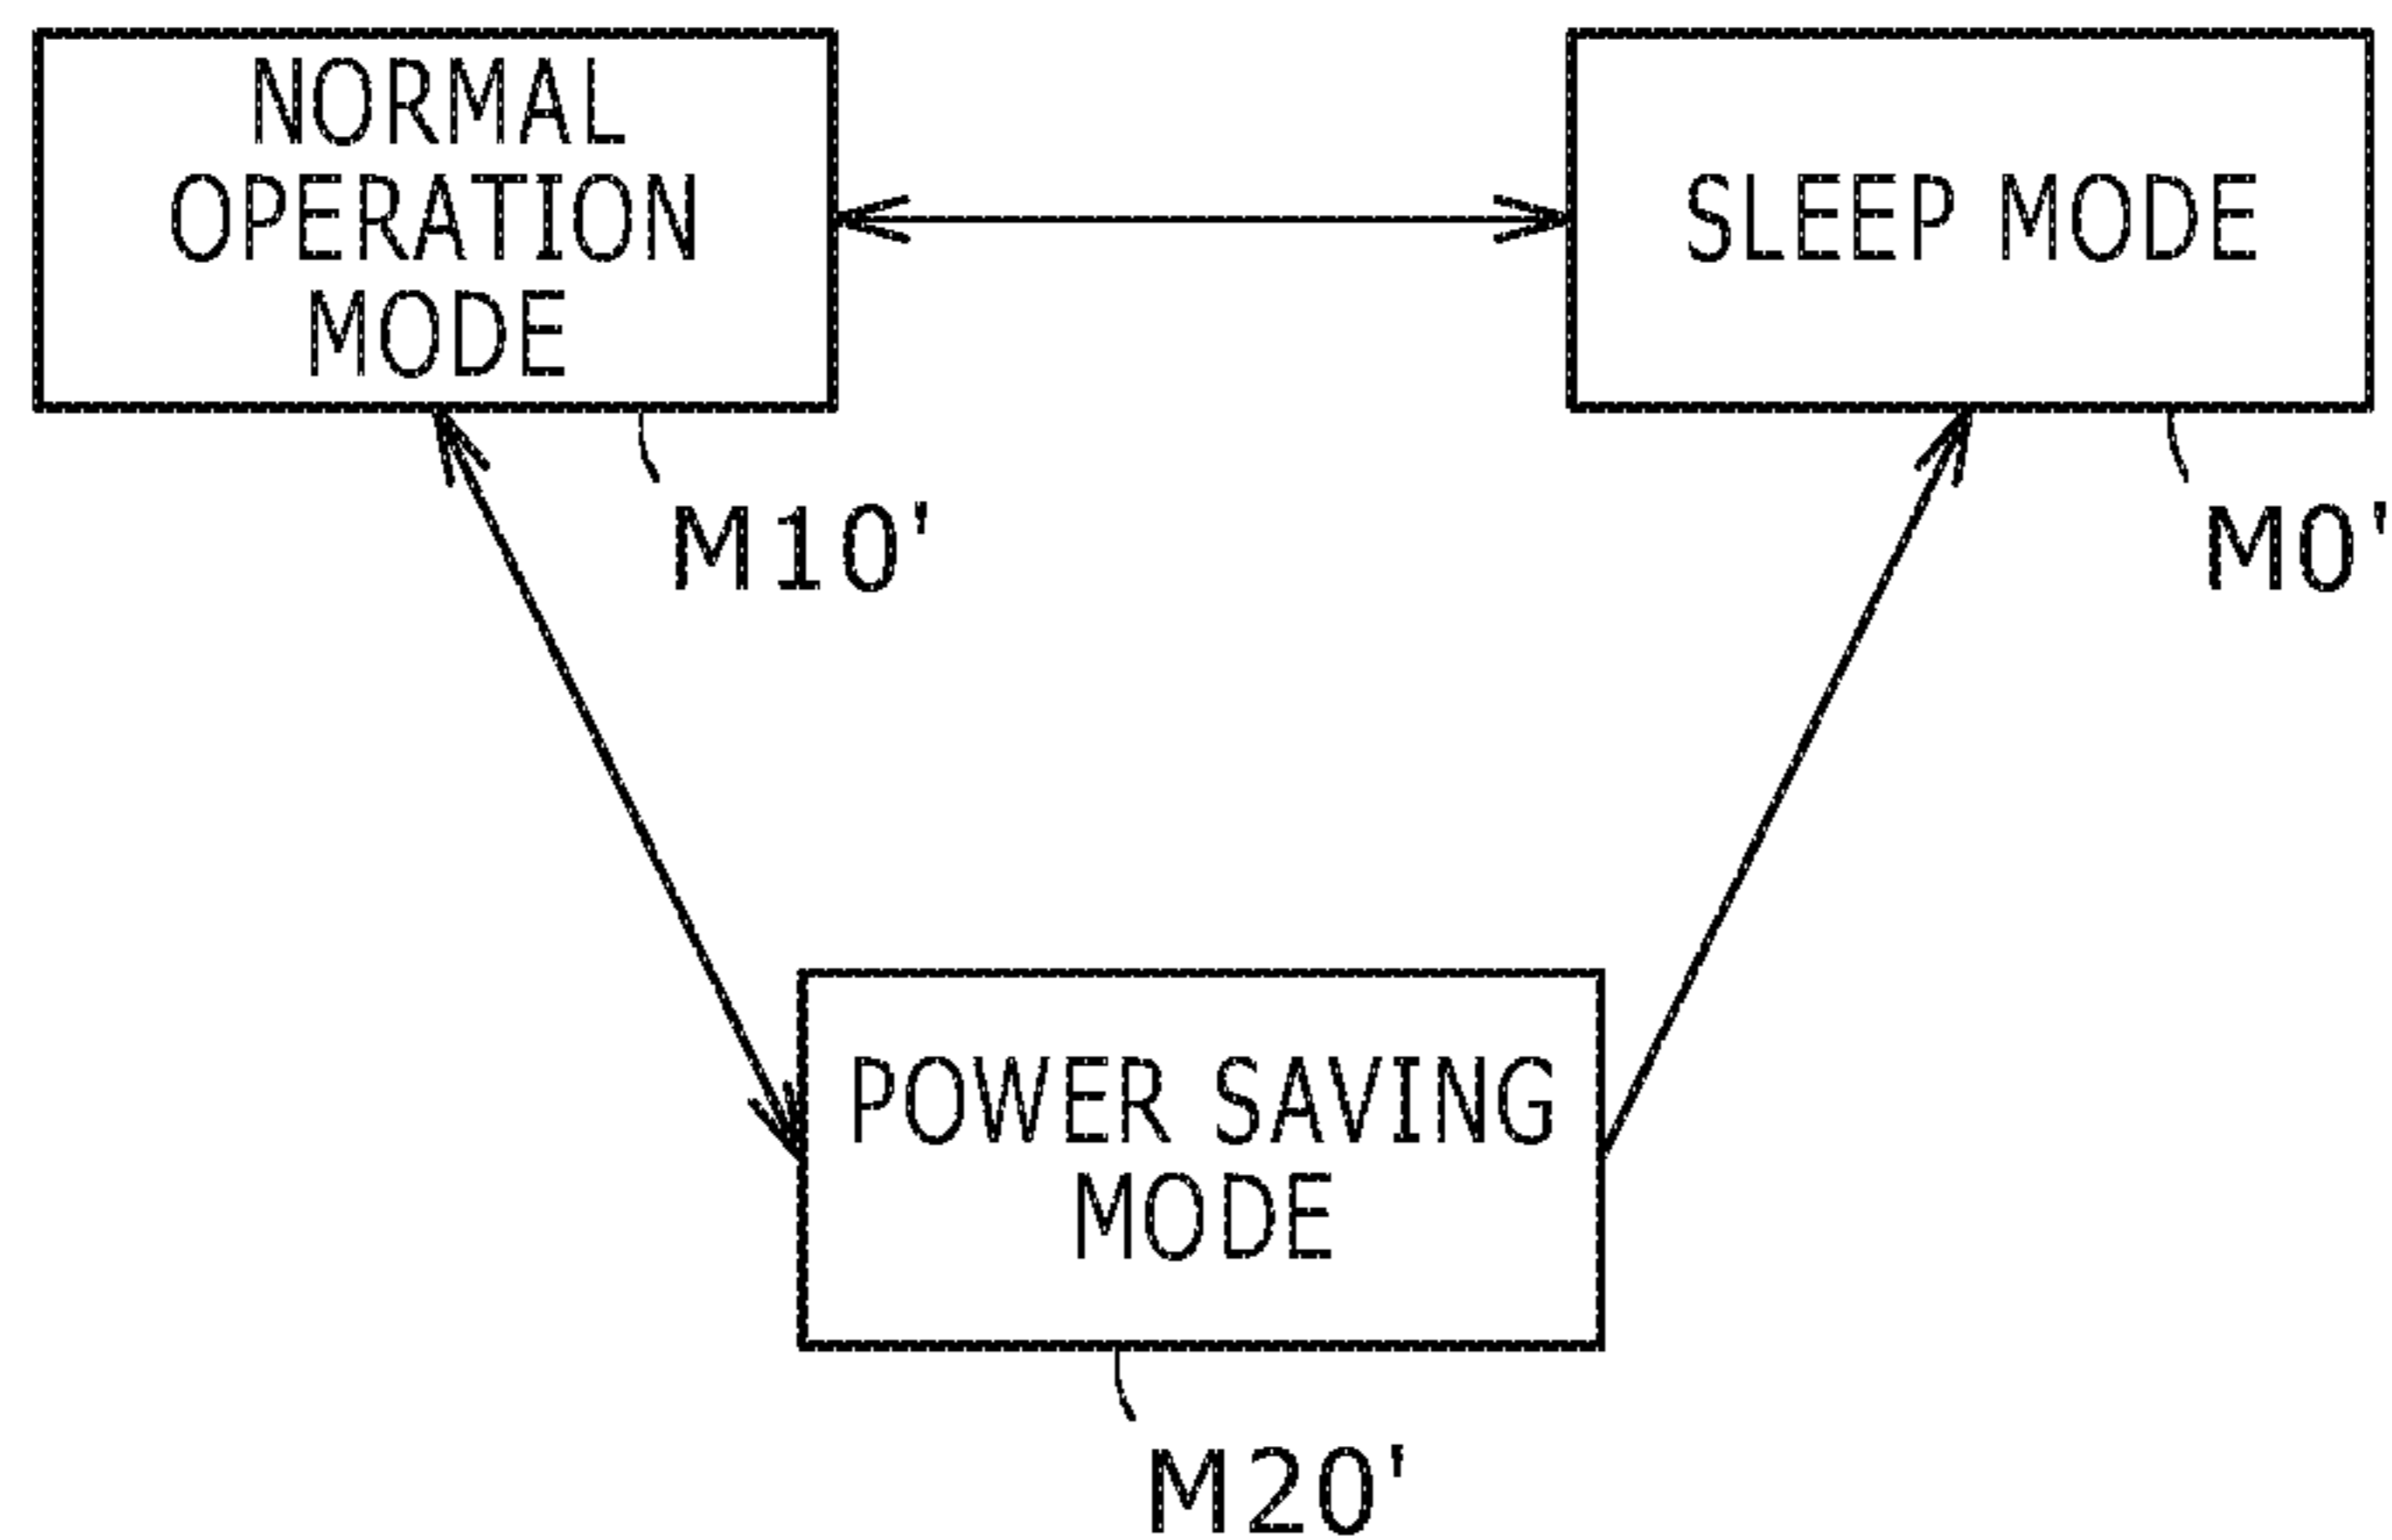 NORMAL
OPERATION
MODE
SLEEP MODE
M10'
M0'
POWER SAVING
MODE
M20'